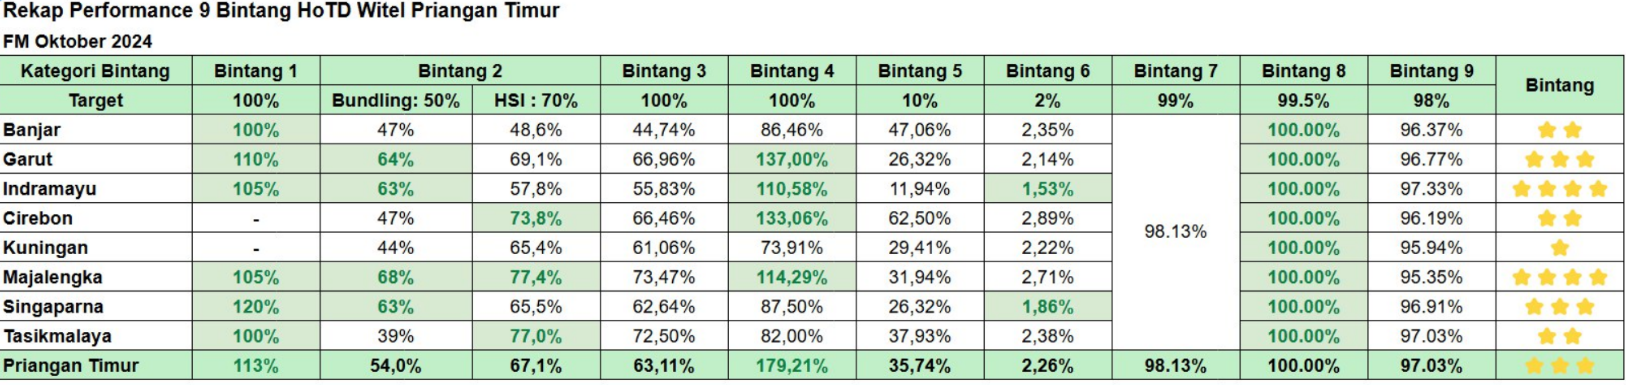 Rekap Performance 9 Bintang HoTD Witel Priangan Timur
FM Oktober 2024
Kategori Bintang Bintang 1 Bintang 2 Bintang 3 Bintang 4 Bintang 5 Bintang 6 Bintang 7 Bintang 8 Bintang 9 Bintang
Target 100% Bundling: 50% HSI : 70% 100% 100% 10% 2% 99% 99.5% 98%
Banjar 100% 47% 48,6% 44,74% 86,46% 47,06% 2,35% 100.00% 96.37%
Garut 110% 64% 69,1% 66,96% 137,00% 26,32% 2,14% 100.00% 96.77%
Indramayu 105% 63% 57,8% 55,83% 110,58% 11,94% 1,53% 100.00% 97.33%
Cirebon - 47% 73,8% 66,46% 133,06% 62,50% 2,89% 100.00% 96.19%
98.13%
Kuningan - 44% 65,4% 61,06% 73,91% 29,41% 2,22% 100.00% 95.94%
Majalengka 105% 68% 77,4% 73,47% 114,29% 31,94% 2,71% 100.00% 95.35%
Singaparna 120% 63% 65,5% 62,64% 87,50% 26,32% 1,86% 100.00% 96.91%
Tasikmalaya 100% 39% 77,0% 72,50% 82,00% 37,93% 2,38% 100.00% 97.03%
Priangan Timur 113% 54,0% 67,1% 63,11% 179,21% 35,74% 2,26% 98.13% 100.00% 97.03%